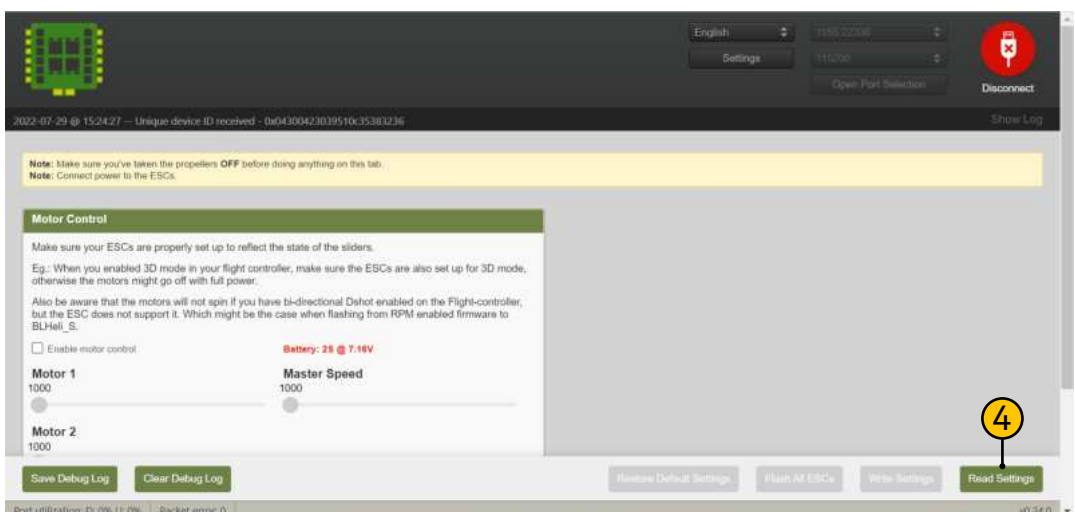 English
1155:22336
Settings
115200
Open Port Selection
Disconnect
2022-07-29 @ 15:24:27 -- Unique device ID received - 0x04300423039510c35383236
Show Log
Note: Make sure you've taken the propellers OFF before doing anything on this tab.
Note: Connect power to the ESCs.
Motor Control
Make sure your ESCs are properly set up to reflect the state of the sliders.
Eg.: When you enabled 3D mode in your flight controller, make sure the ESCs are also set up for 3D mode,
otherwise the motors might go off with full power.
Also be aware that the motors will not spin if you have bi-directional Dshot enabled on the Flight-controller,
but the ESC does not support it. Which might be the case when flashing from RPM enabled firmware to
BLHeli_S.
Enable motor control
Battery: 2S @ 7.16V
Motor 1
1000
Master Speed
1000
Motor 2
1000
4
Save Debug Log
Clear Debug Log
Restore Default Settings
Flash All ESCs
Write Settings
Read Settings
Port utilization: D: 0% U: 0%
Packet error: 0
v0.24.0